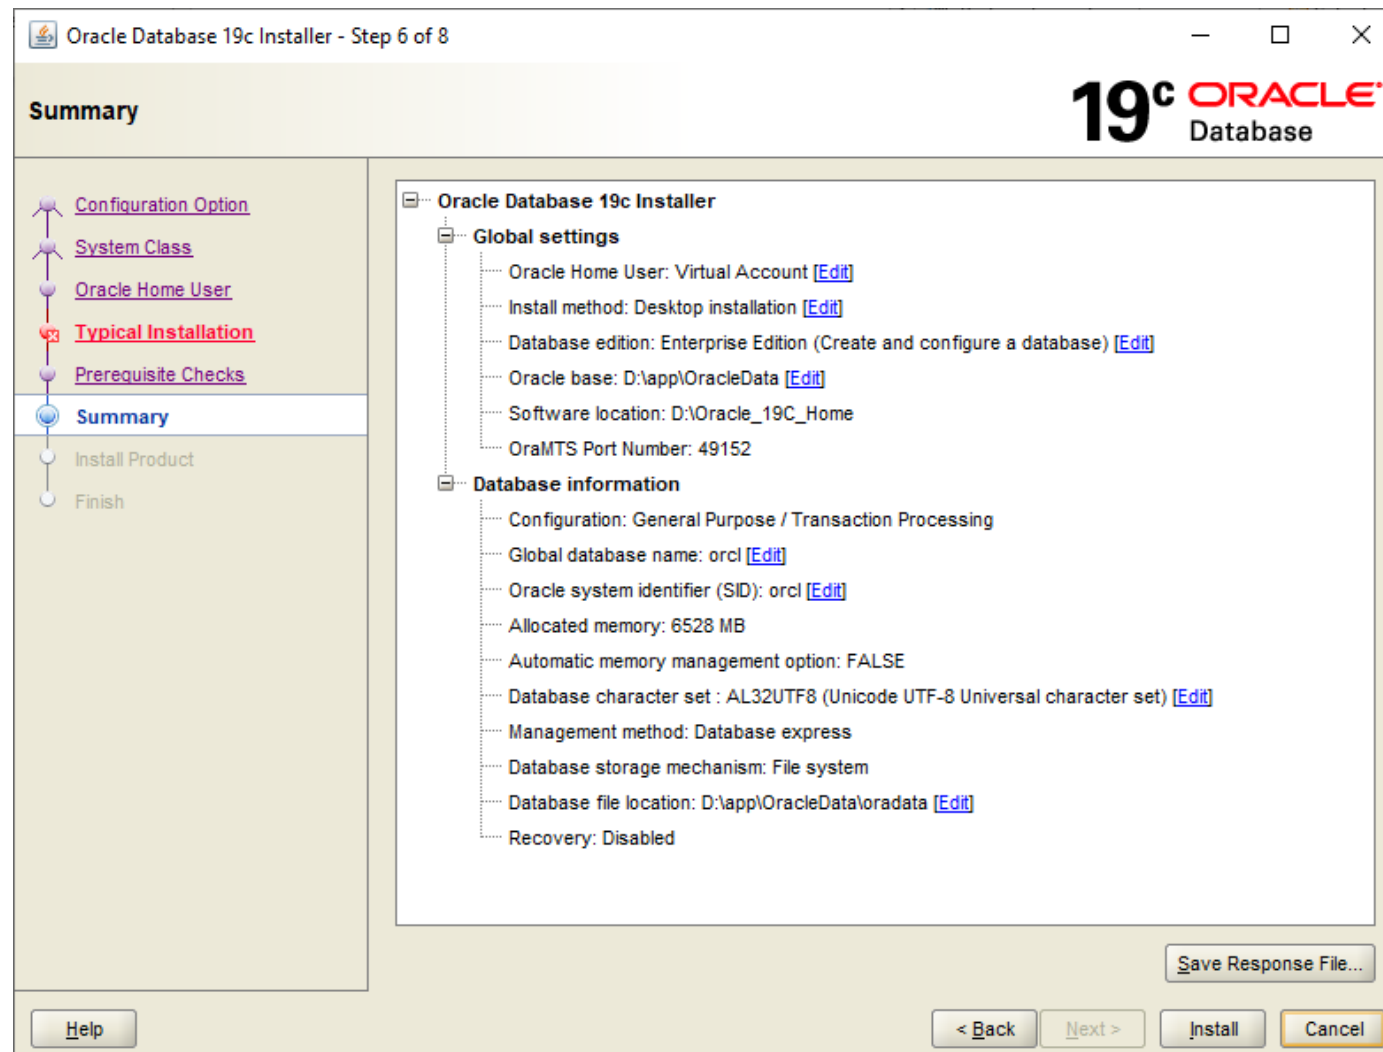 Oracle Database 19c Installer - Step 6 of 8
Summary
19c ORACLE
Database
Configuration Option
System Class
Oracle Home User
Typical Installation
Prerequisite Checks
Summary
Install Product
Finish
Oracle Database 19c Installer
Global settings
Oracle Home User: Virtual Account [Edit]
Install method: Desktop installation [Edit]
Database edition: Enterprise Edition (Create and configure a database) [Edit]
Oracle base: D:\app\OracleData [Edit]
Software location: D:\Oracle_19C_Home
OraMTS Port Number: 49152
Database information
Configuration: General Purpose / Transaction Processing
Global database name: orcl [Edit]
Oracle system identifier (SID): orcl [Edit]
Allocated memory: 6528 MB
Automatic memory management option: FALSE
Database character set : AL32UTF8 (Unicode UTF-8 Universal character set) [Edit]
Management method: Database express
Database storage mechanism: File system
Database file location: D:\app\OracleData\oradata [Edit]
Recovery: Disabled
Save Response File...
Help
< Back
Next >
Install
Cancel